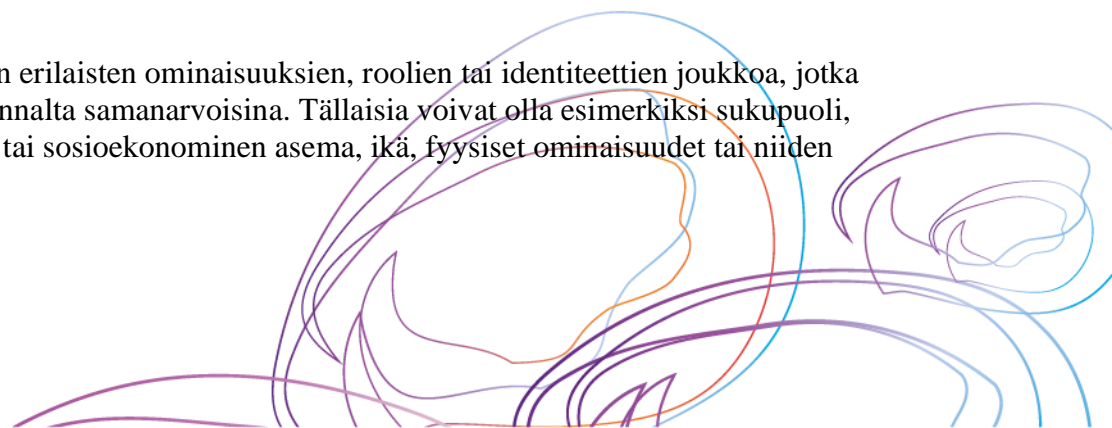 n erilaisten ominaisuuksien, roolien tai identiteettien joukkoa, jotka
nnalta samanarvoisina. Tällaisia voivat olla esimerkiksi sukupuoli,
tai sosioekonominen asema, ikä, fyysiset ominaisuudet tai niiden